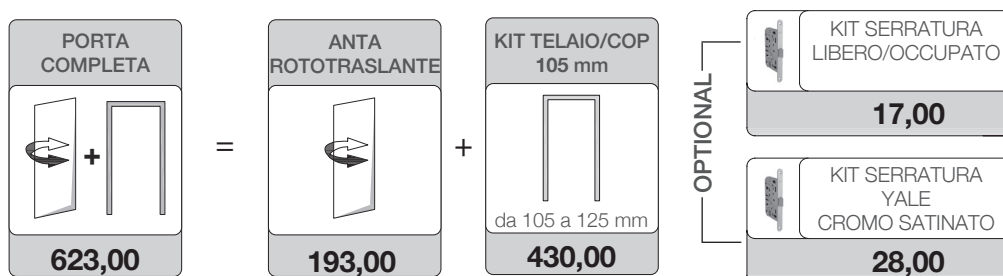 PORTA
COMPLETA
+
623,00
=
ANTA
ROTOTRASLANTE
193,00
+
KIT TELAIO/COP
105 mm
da 105 a 125 mm
430,00
OPTIONAL
KIT SERRATURA
LIBERO/OCCUPATO
17,00
KIT SERRATURA
YALE
CROMO SATINATO
28,00